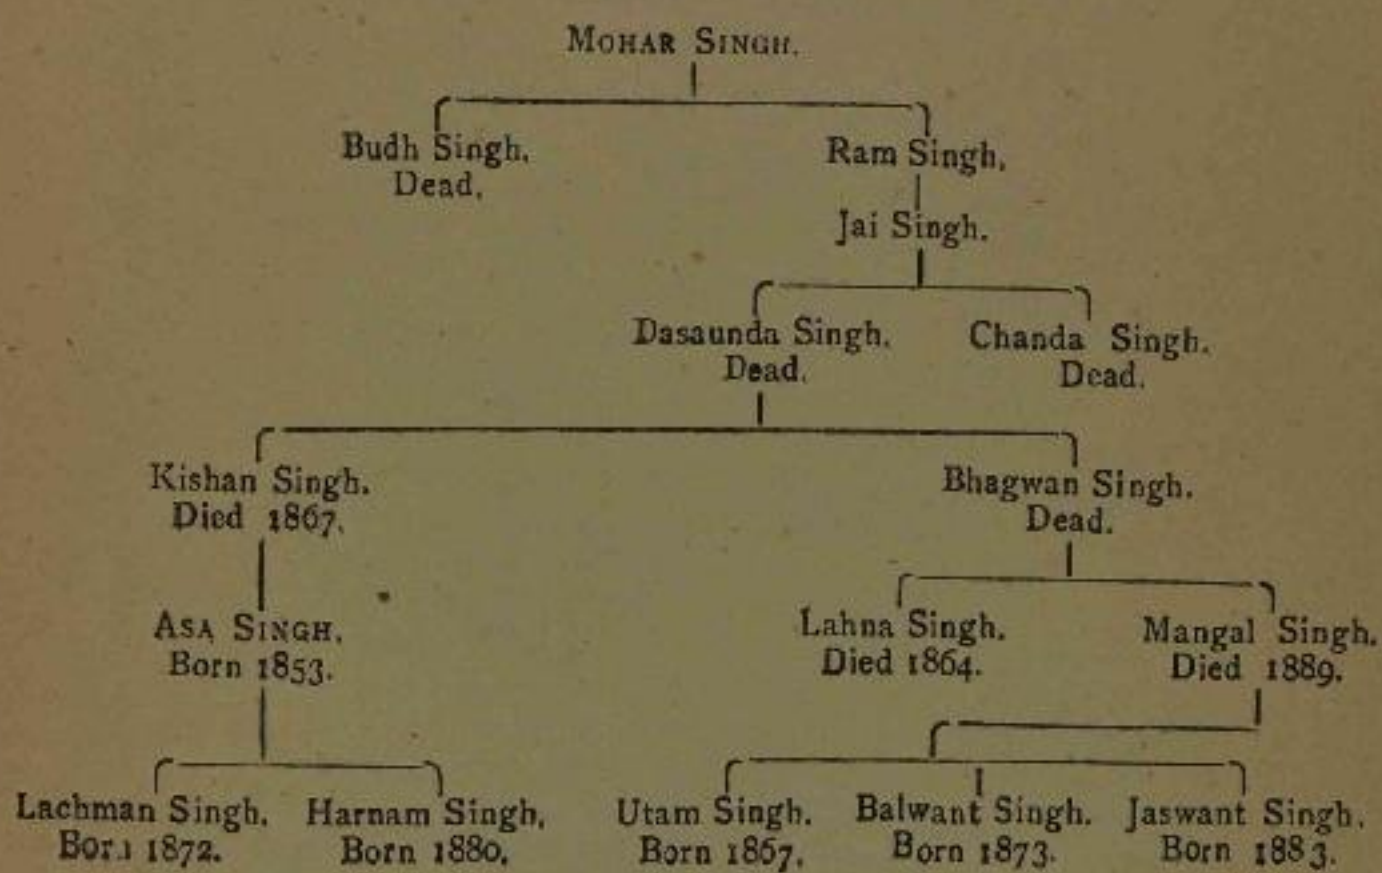 MOHAR SINGH.
Budh Singh. Ram Singh.
Dead.
Jai Singh.
Dasaunda Singh. Chanda Singh.
Dead. Dead.
Kishan Singh. Bhagwan Singh.
Died 1867. Dead.
ASA SINGH. Lahna Singh. Mangal Singh.
Born 1853. Died 1864. Died 1889.
Lachman Singh. Harnam Singh. Utam Singh. Balwant Singh. Jaswant Singh.
Born 1872. Born 1880. Born 1867. Born 1873. Born 1883.